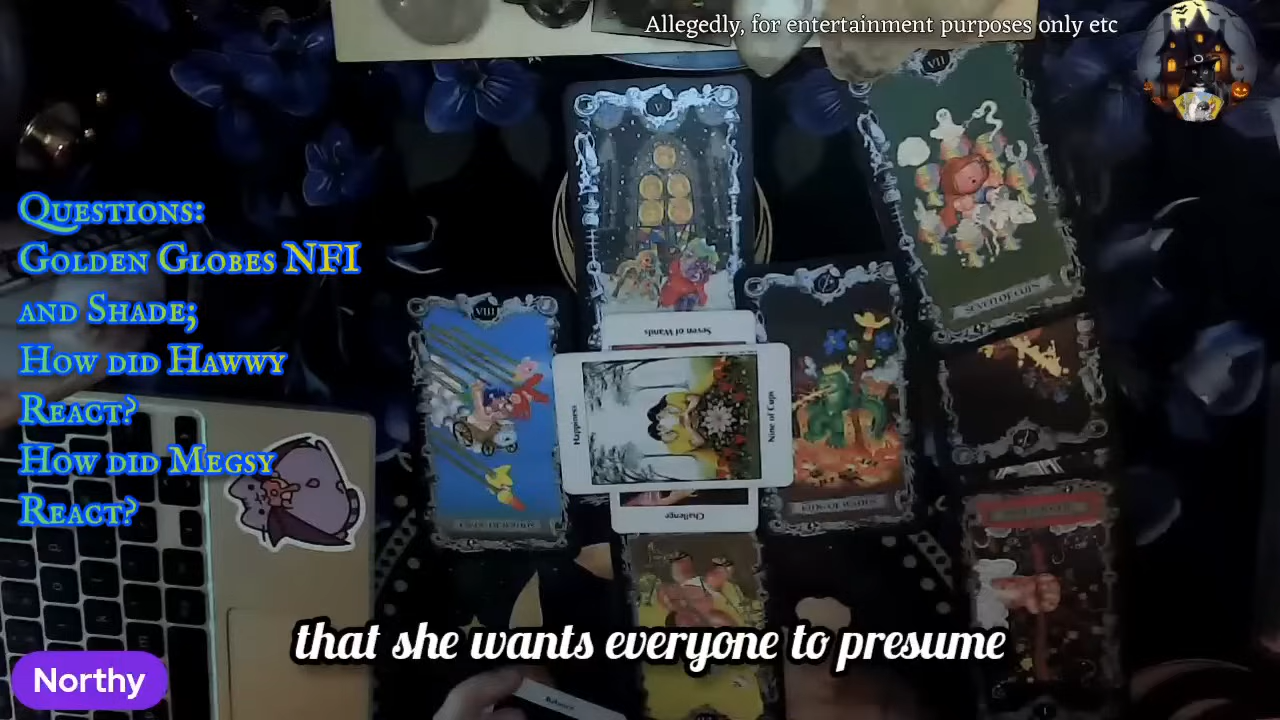 Allegedly, for entertainment purposes only etc
VII
V
SEVEN OF CUPS
Questions:
Golden Globes NFI
and Shade;
How did Hawwy
React?
How did Megsy
React?
VIII
Seven of Wands
Happiness
Nine of Cups
Challenge
that she wants everyone to presume
Northy